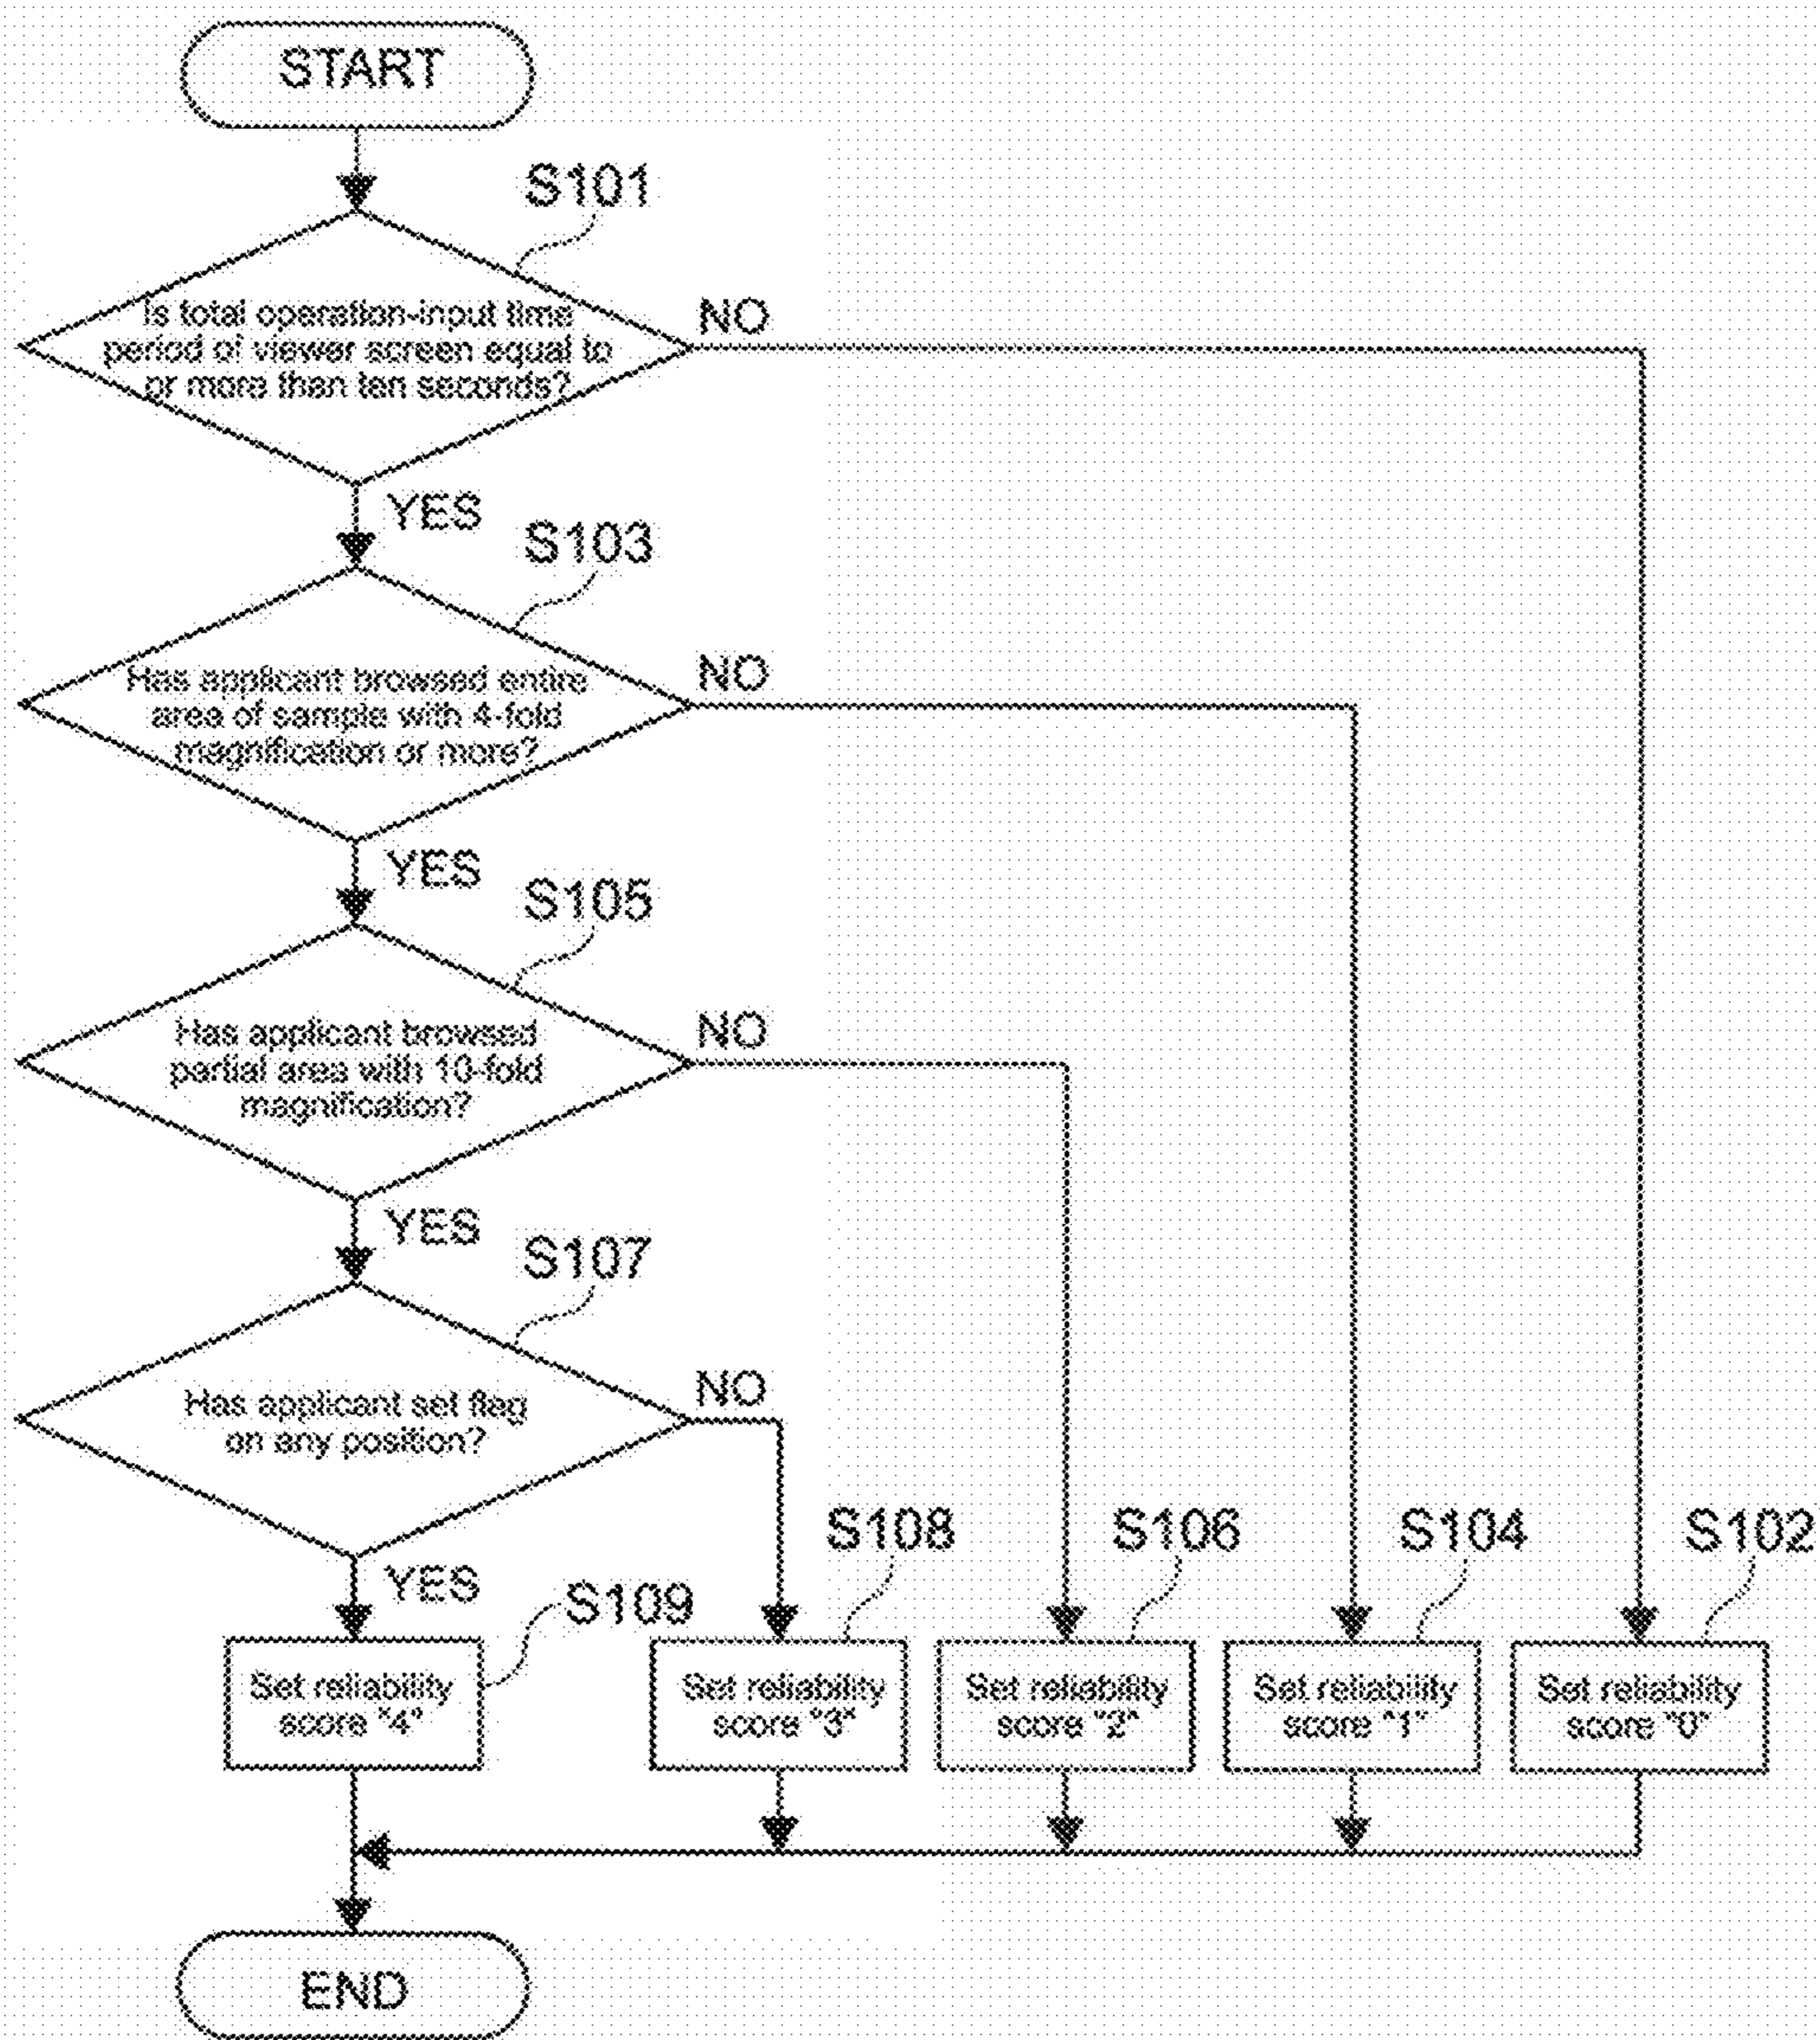 START
S101
Is total operation-input time
period of viewer screen equal to
or more than ten seconds?
NO
YES
S103
Has applicant browsed entire
area of sample with 4-fold
magnification or more?
NO
YES
S105
Has applicant browsed
partial area with 10-fold
magnification?
NO
YES
S107
Has applicant set flag
on any position?
NO
YES
S109
Set reliability
score "4"
S108
Set reliability
score "3"
S106
Set reliability
score "2"
S104
Set reliability
score "1"
S102
Set reliability
score "0"
END